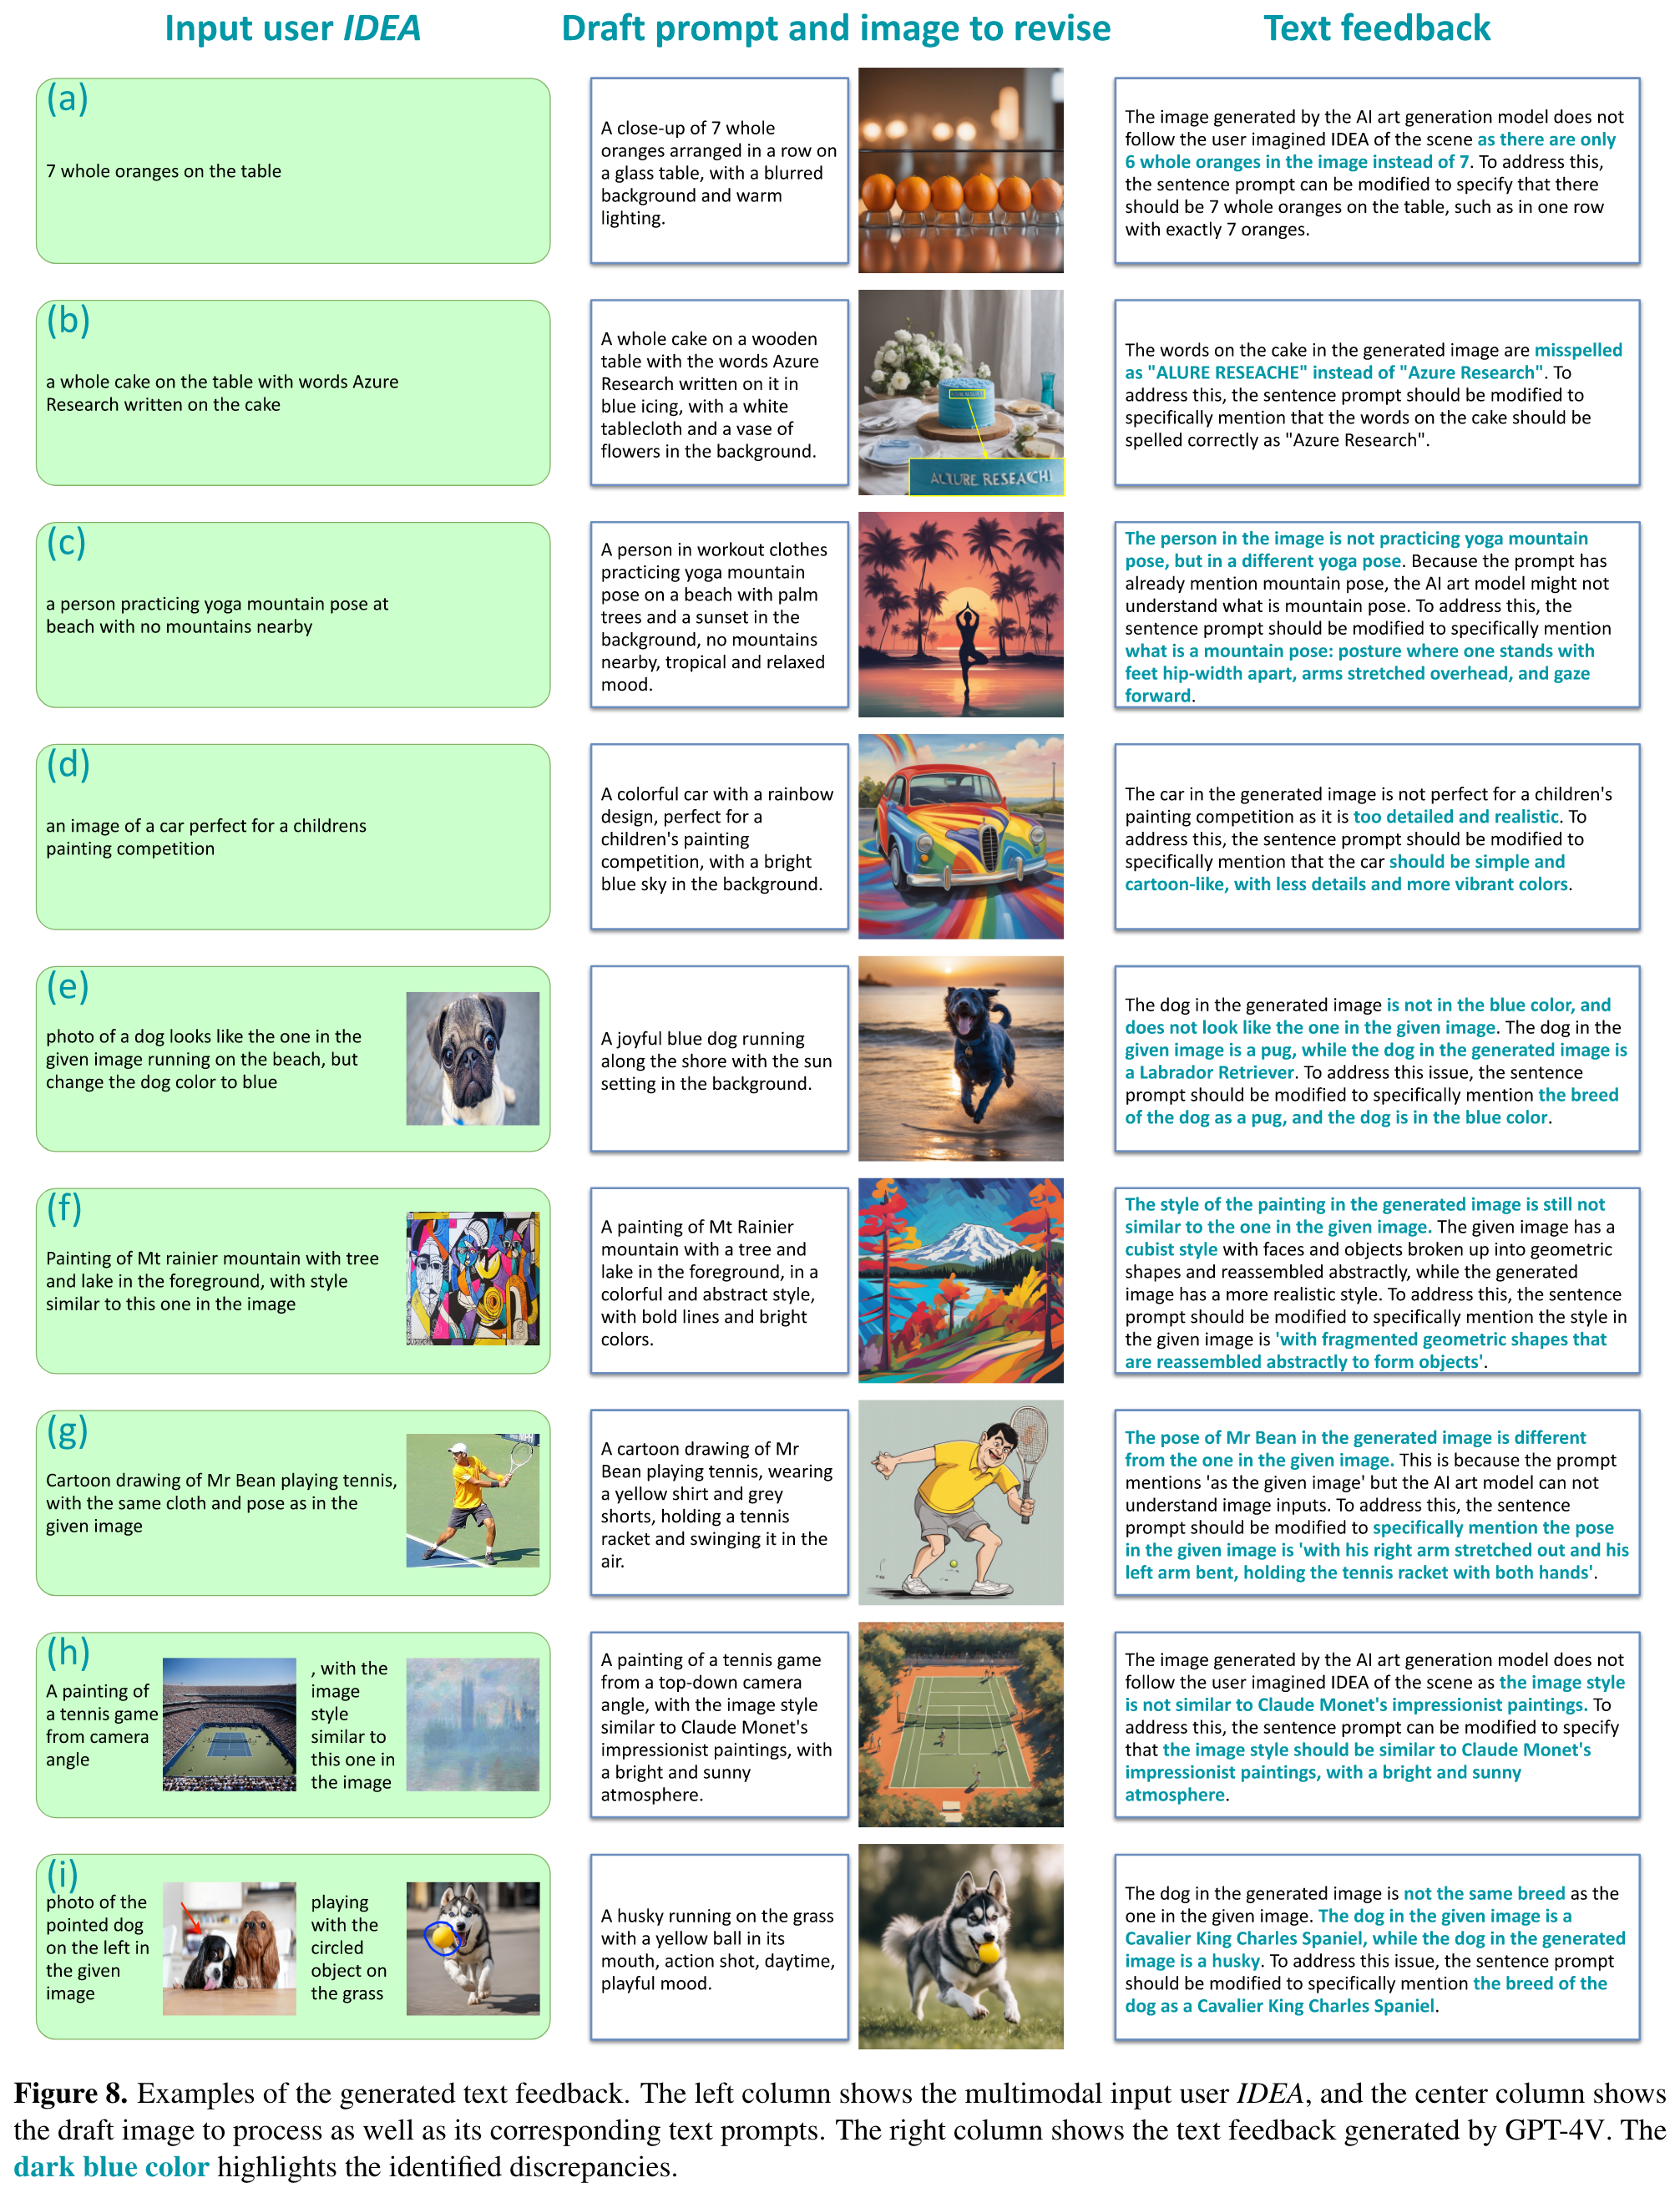 Input user IDEA
Draft prompt and image to revise
Text feedback
(a)
7 whole oranges on the table
A close-up of 7 whole
oranges arranged in a row on
a glass table, with a blurred
background and warm
lighting.
The image generated by the AI art generation model does not
follow the user imagined IDEA of the scene as there are only
6 whole oranges in the image instead of 7. To address this,
the sentence prompt can be modified to specify that there
should be 7 whole oranges on the table, such as in one row
with exactly 7 oranges.
(b)
a whole cake on the table with words Azure
Research written on the cake
A whole cake on a wooden
table with the words Azure
Research written on it in
blue icing, with a white
tablecloth and a vase of
flowers in the background.
ALTURE RESEACHI
The words on the cake in the generated image are misspelled
as "ALURE RESEACHE" instead of "Azure Research". To
address this, the sentence prompt should be modified to
specifically mention that the words on the cake should be
spelled correctly as "Azure Research".
(c)
a person practicing yoga mountain pose at
beach with no mountains nearby
A person in workout clothes
practicing yoga mountain
pose on a beach with palm
trees and a sunset in the
background, no mountains
nearby, tropical and relaxed
mood.
The person in the image is not practicing yoga mountain
pose, but in a different yoga pose. Because the prompt has
already mention mountain pose, the AI art model might not
understand what is mountain pose. To address this, the
sentence prompt should be modified to specifically mention
what is a mountain pose: posture where one stands with
feet hip-width apart, arms stretched overhead, and gaze
forward.
(d)
an image of a car perfect for a childrens
painting competition
A colorful car with a rainbow
design, perfect for a
children's painting
competition, with a bright
blue sky in the background.
The car in the generated image is not perfect for a children's
painting competition as it is too detailed and realistic. To
address this, the sentence prompt should be modified to
specifically mention that the car should be simple and
cartoon-like, with less details and more vibrant colors.
(e)
photo of a dog looks like the one in the
given image running on the beach, but
change the dog color to blue
A joyful blue dog running
along the shore with the sun
setting in the background.
The dog in the generated image is not in the blue color, and
does not look like the one in the given image. The dog in the
given image is a pug, while the dog in the generated image is
a Labrador Retriever. To address this issue, the sentence
prompt should be modified to specifically mention the breed
of the dog as a pug, and the dog is in the blue color.
(f)
Painting of Mt rainier mountain with tree
and lake in the foreground, with style
similar to this one in the image
A painting of Mt Rainier
mountain with a tree and
lake in the foreground, in a
colorful and abstract style,
with bold lines and bright
colors.
The style of the painting in the generated image is still not
similar to the one in the given image. The given image has a
cubist style with faces and objects broken up into geometric
shapes and reassembled abstractly, while the generated
image has a more realistic style. To address this, the sentence
prompt should be modified to specifically mention the style in
the given image is 'with fragmented geometric shapes that
are reassembled abstractly to form objects'.
(g)
Cartoon drawing of Mr Bean playing tennis,
with the same cloth and pose as in the
given image
A cartoon drawing of Mr
Bean playing tennis, wearing
a yellow shirt and grey
shorts, holding a tennis
racket and swinging it in the
air.
The pose of Mr Bean in the generated image is different
from the one in the given image. This is because the prompt
mentions 'as the given image' but the AI art model can not
understand image inputs. To address this, the sentence
prompt should be modified to specifically mention the pose
in the given image is 'with his right arm stretched out and his
left arm bent, holding the tennis racket with both hands'.
(h)
A painting of
a tennis game
from camera
angle
, with the
image
style
similar to
this one in
the image
A painting of a tennis game
from a top-down camera
angle, with the image style
similar to Claude Monet's
impressionist paintings, with
a bright and sunny
atmosphere.
The image generated by the AI art generation model does not
follow the user imagined IDEA of the scene as the image style
is not similar to Claude Monet's impressionist paintings. To
address this, the sentence prompt can be modified to specify
that the image style should be similar to Claude Monet's
impressionist paintings, with a bright and sunny
atmosphere.
(i)
photo of the
pointed dog
on the left in
the given
image
playing
with the
circled
object on
the grass
A husky running on the grass
with a yellow ball in its
mouth, action shot, daytime,
playful mood.
The dog in the generated image is not the same breed as the
one in the given image. The dog in the given image is a
Cavalier King Charles Spaniel, while the dog in the generated
image is a husky. To address this issue, the sentence prompt
should be modified to specifically mention the breed of the
dog as a Cavalier King Charles Spaniel.
Figure 8. Examples of the generated text feedback. The left column shows the multimodal input user IDEA, and the center column shows
the draft image to process as well as its corresponding text prompts. The right column shows the text feedback generated by GPT-4V. The
dark blue color highlights the identified discrepancies.